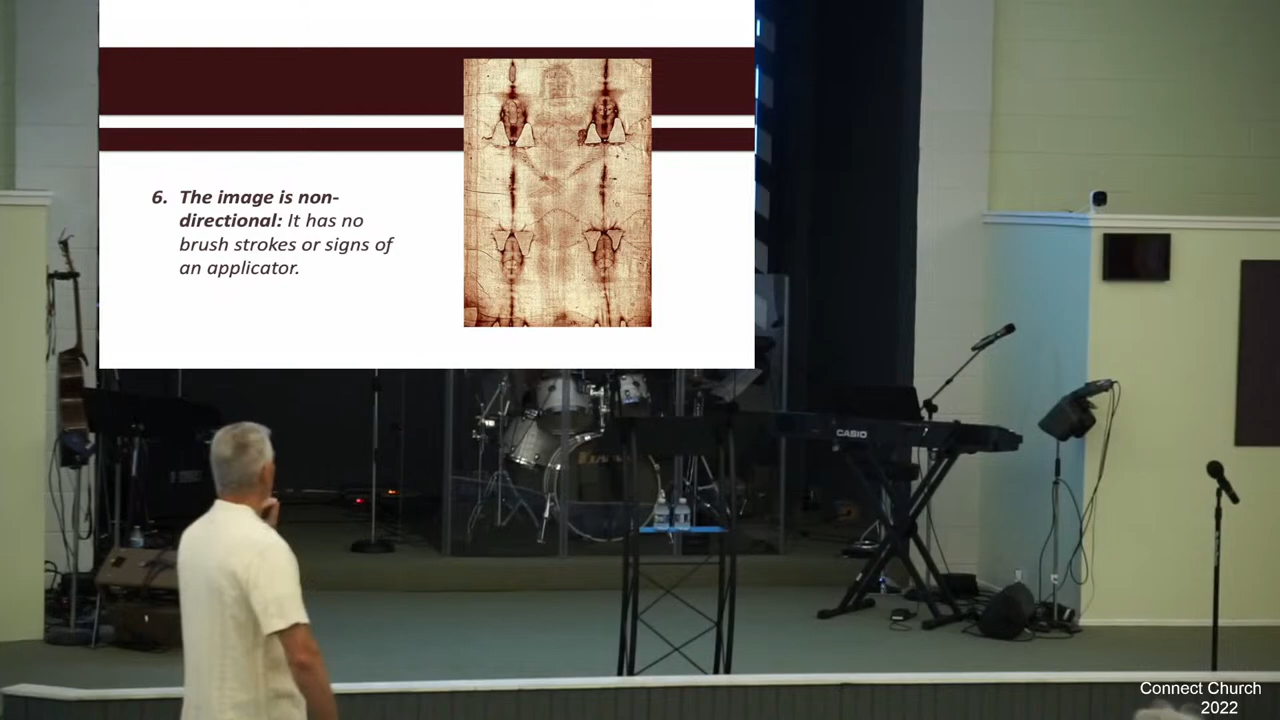 6. The image is non-
directional: It has no
brush strokes or signs of
an applicator.
CASIO
Connect Church
2022